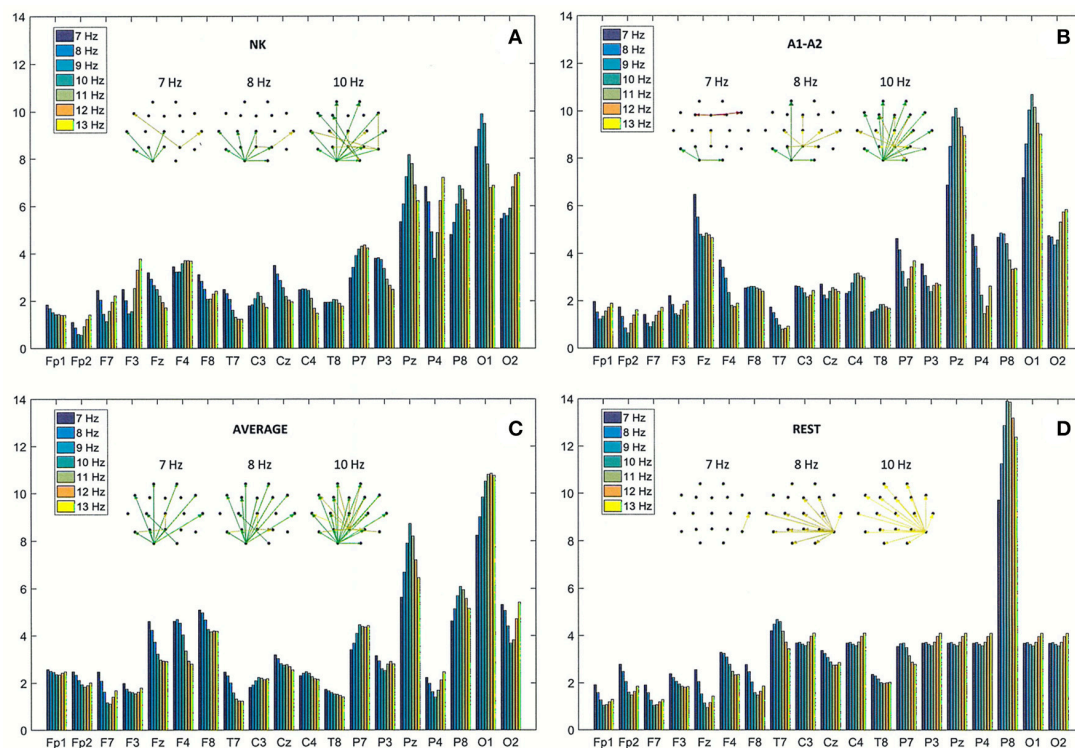 A
NK
7 Hz
8 Hz
9 Hz
10 Hz
11 Hz
12 Hz
13 Hz
7 Hz 8 Hz 10 Hz
14
12
10
8
6
4
2
0
Fp1 Fp2 F7 F3 Fz F4 F8 T7 C3 Cz C4 T8 P7 P3 Pz P4 P8 O1 O2
B
A1-A2
7 Hz
8 Hz
9 Hz
10 Hz
11 Hz
12 Hz
13 Hz
7 Hz 8 Hz 10 Hz
14
12
10
8
6
4
2
0
Fp1 Fp2 F7 F3 Fz F4 F8 T7 C3 Cz C4 T8 P7 P3 Pz P4 P8 O1 O2
C
AVERAGE
7 Hz
8 Hz
9 Hz
10 Hz
11 Hz
12 Hz
13 Hz
7 Hz 8 Hz 10 Hz
14
12
10
8
6
4
2
0
Fp1 Fp2 F7 F3 Fz F4 F8 T7 C3 Cz C4 T8 P7 P3 Pz P4 P8 O1 O2
D
REST
7 Hz
8 Hz
9 Hz
10 Hz
11 Hz
12 Hz
13 Hz
7 Hz 8 Hz 10 Hz
14
12
10
8
6
4
2
0
Fp1 Fp2 F7 F3 Fz F4 F8 T7 C3 Cz C4 T8 P7 P3 Pz P4 P8 O1 O2